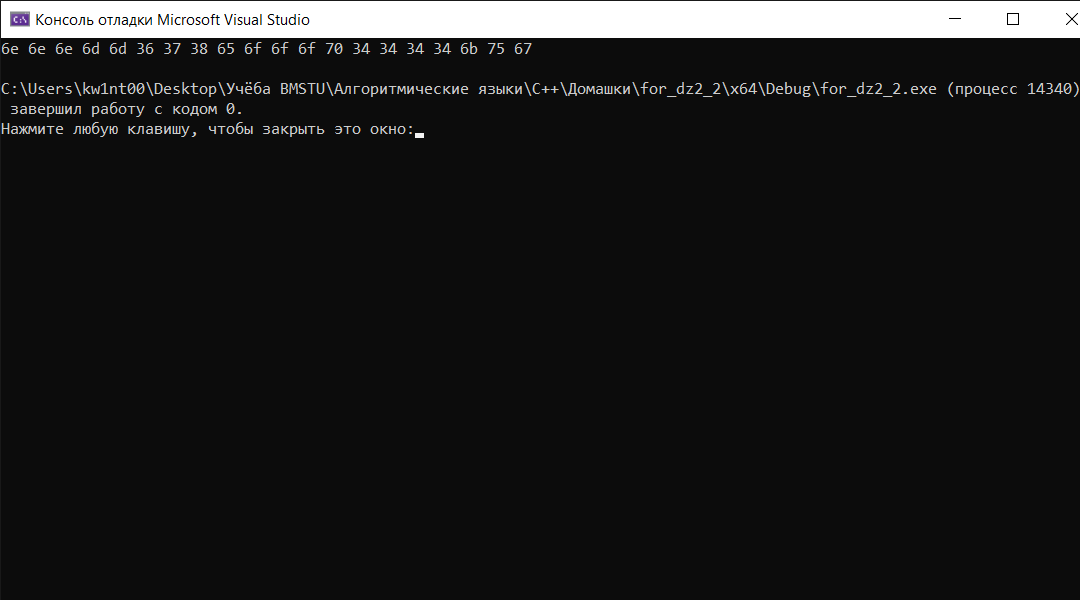 Консоль отладки Microsoft Visual Studio
6e 6e 6e 6d 6d 36 37 38 65 6f 6f 6f 70 34 34 34 34 6b 75 67
C:\Users\kw1nt00\Desktop\Учёба BMSTU\Алгоритмические языки\C++\Домашки\for_dz2_2\x64\Debug\for_dz2_2.exe (процесс 14340)
завершил работу с кодом 0.
Нажмите любую клавишу, чтобы закрыть это окно: